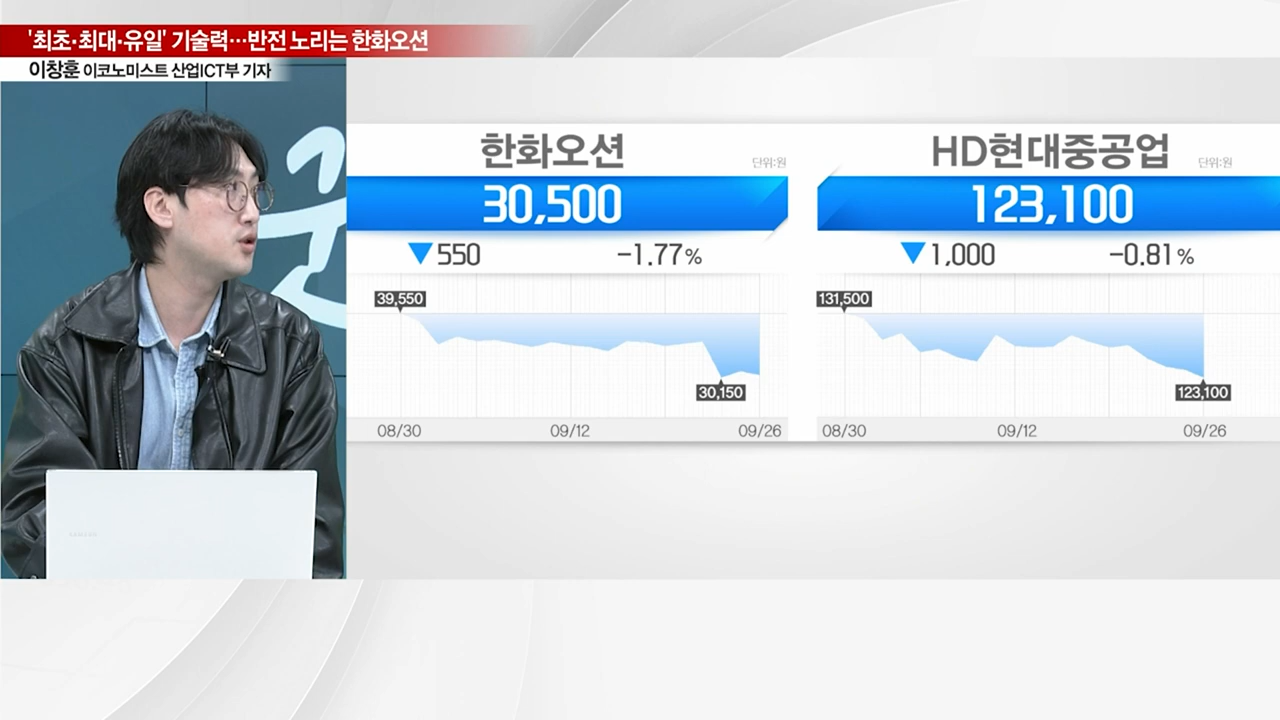 '최초·최대·유일' 기술력…반전 노리는 한화오션
이창훈 이코노미스트 산업ICT부 기자
한화오션
단위:원
30,500
▼550
-1.77%
39,550
30,150
08/30
09/12
09/26
HD현대중공업
단위:원
123,100
▼1,000
-0.81%
131,500
123,100
08/30
09/12
09/26
SAMSUNG